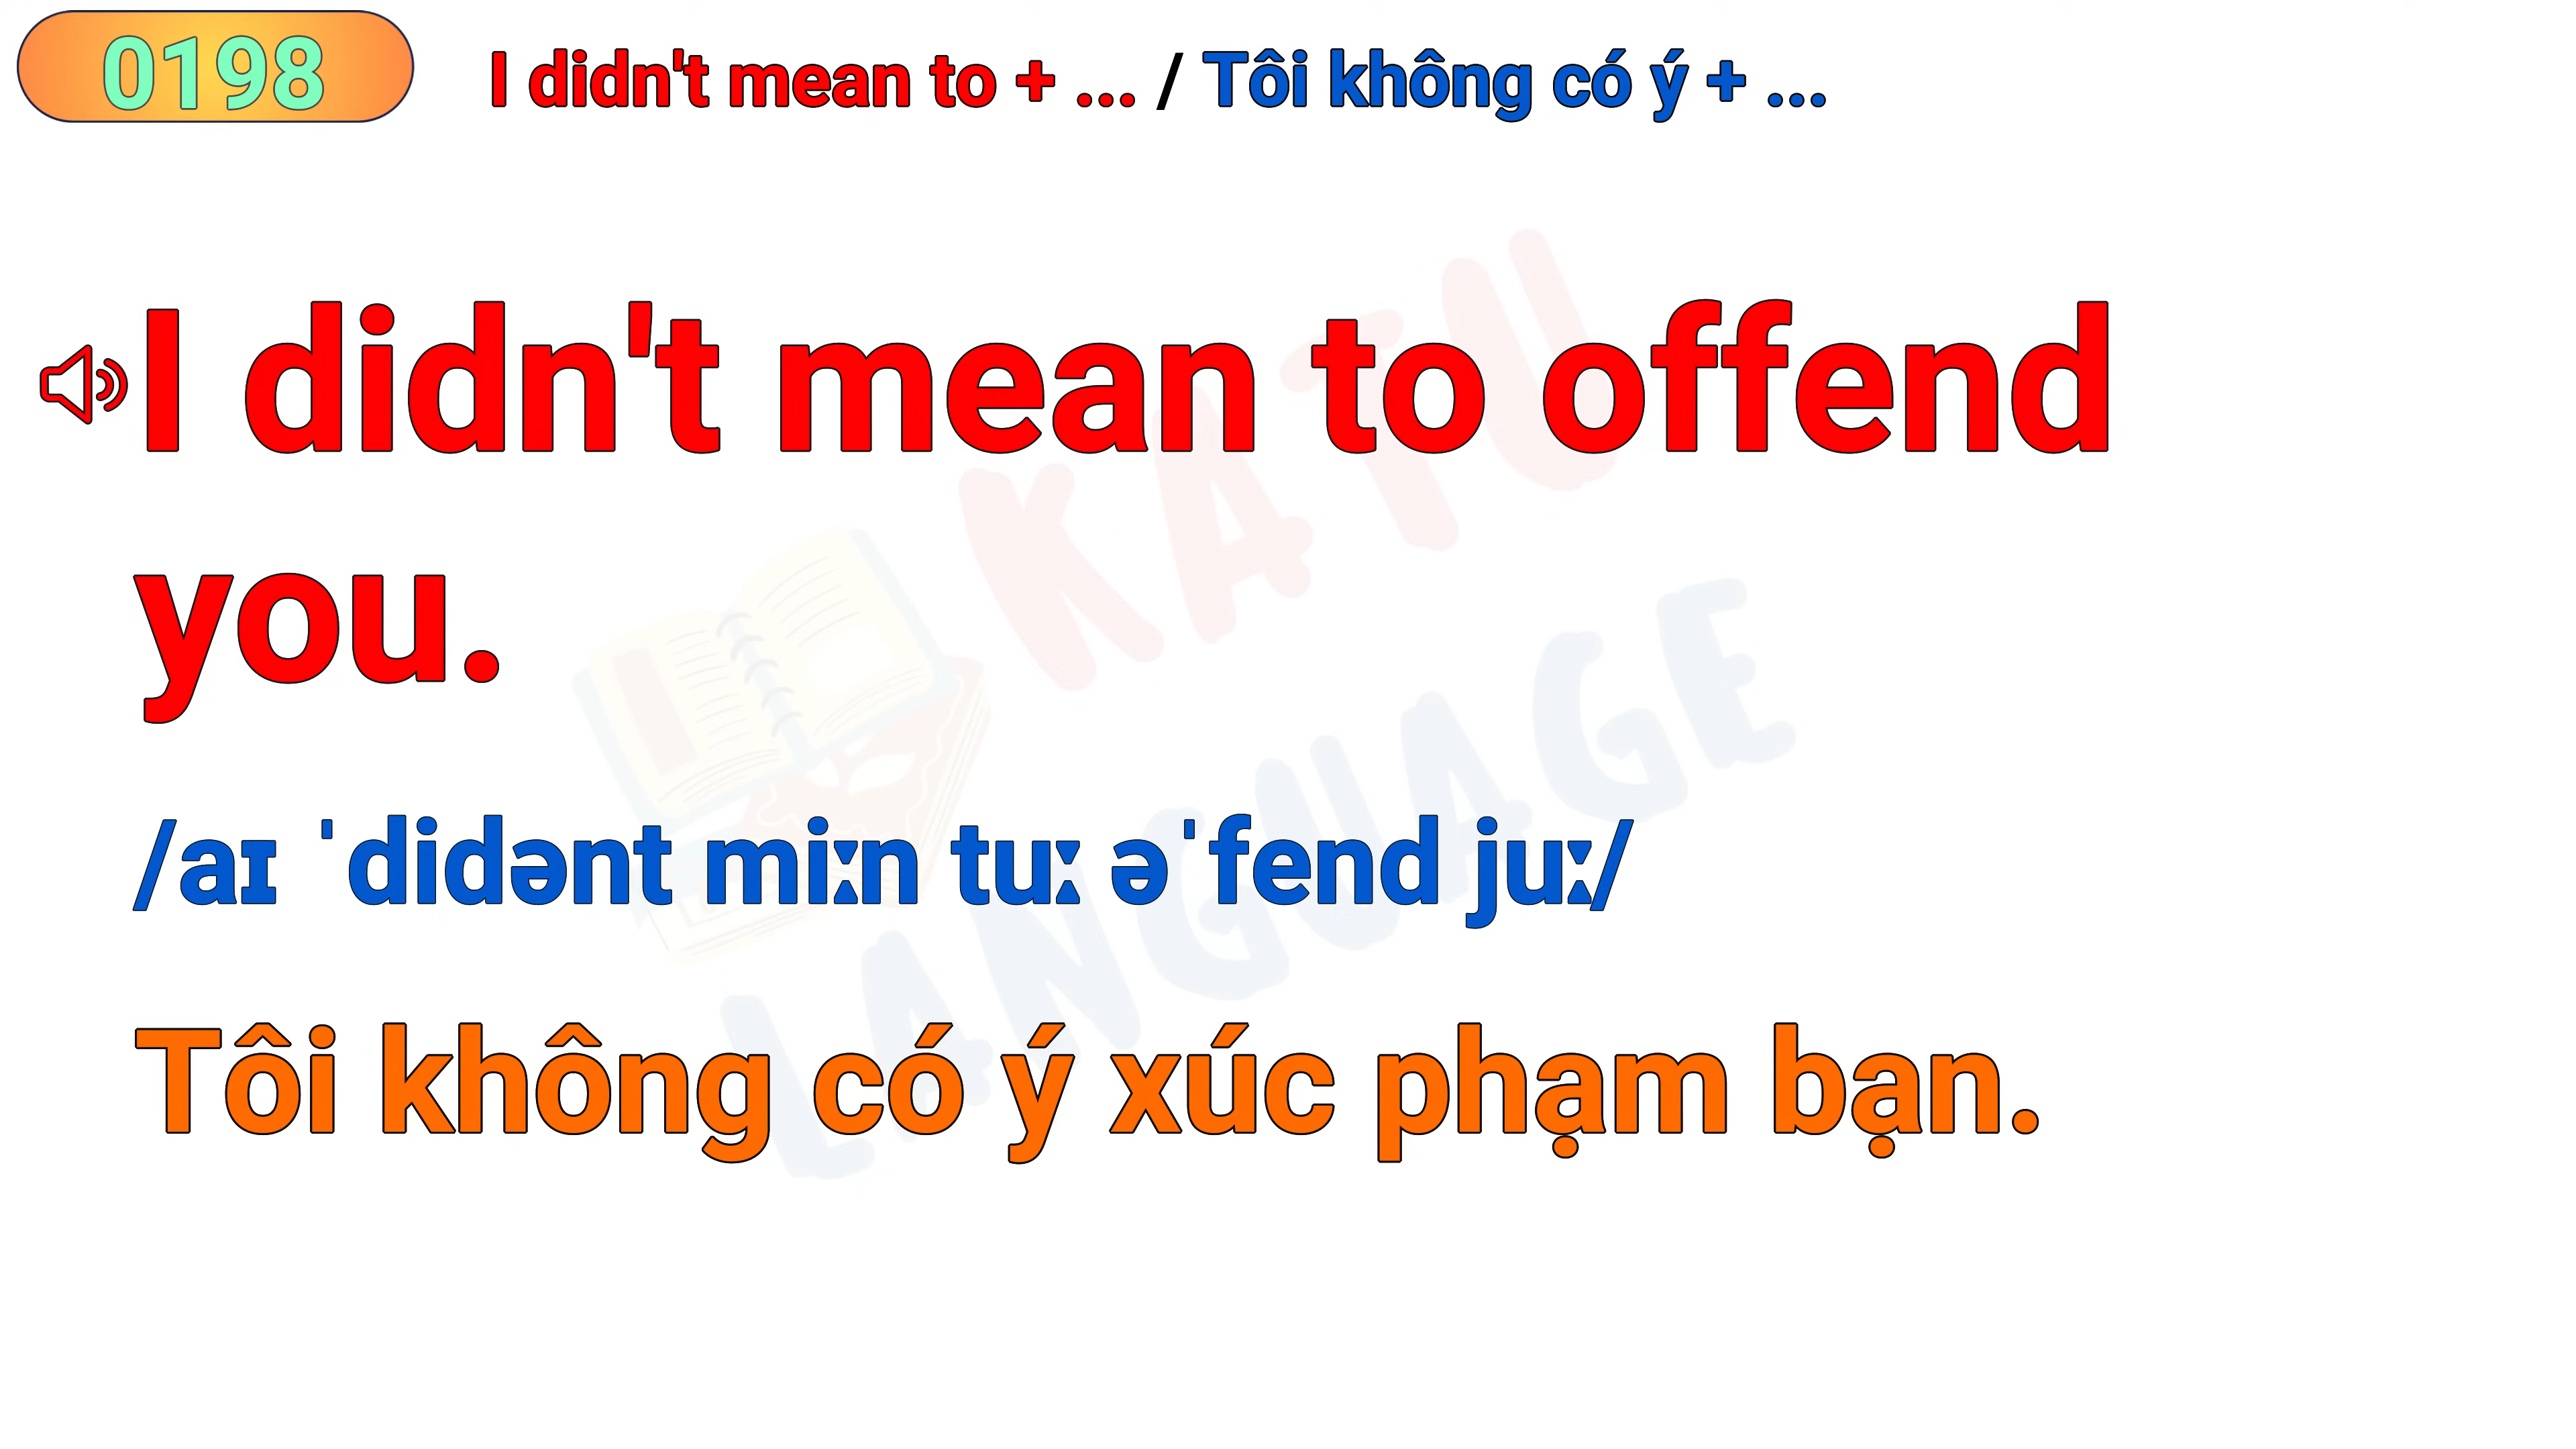 0198
I didn't mean to + ... / Tôi không có ý + ...
I didn't mean to offend
you.
/aɪ ˈdidənt miːn tuː əˈfend juː/
Tôi không có ý xúc phạm bạn.
KATU
LANGUAGE